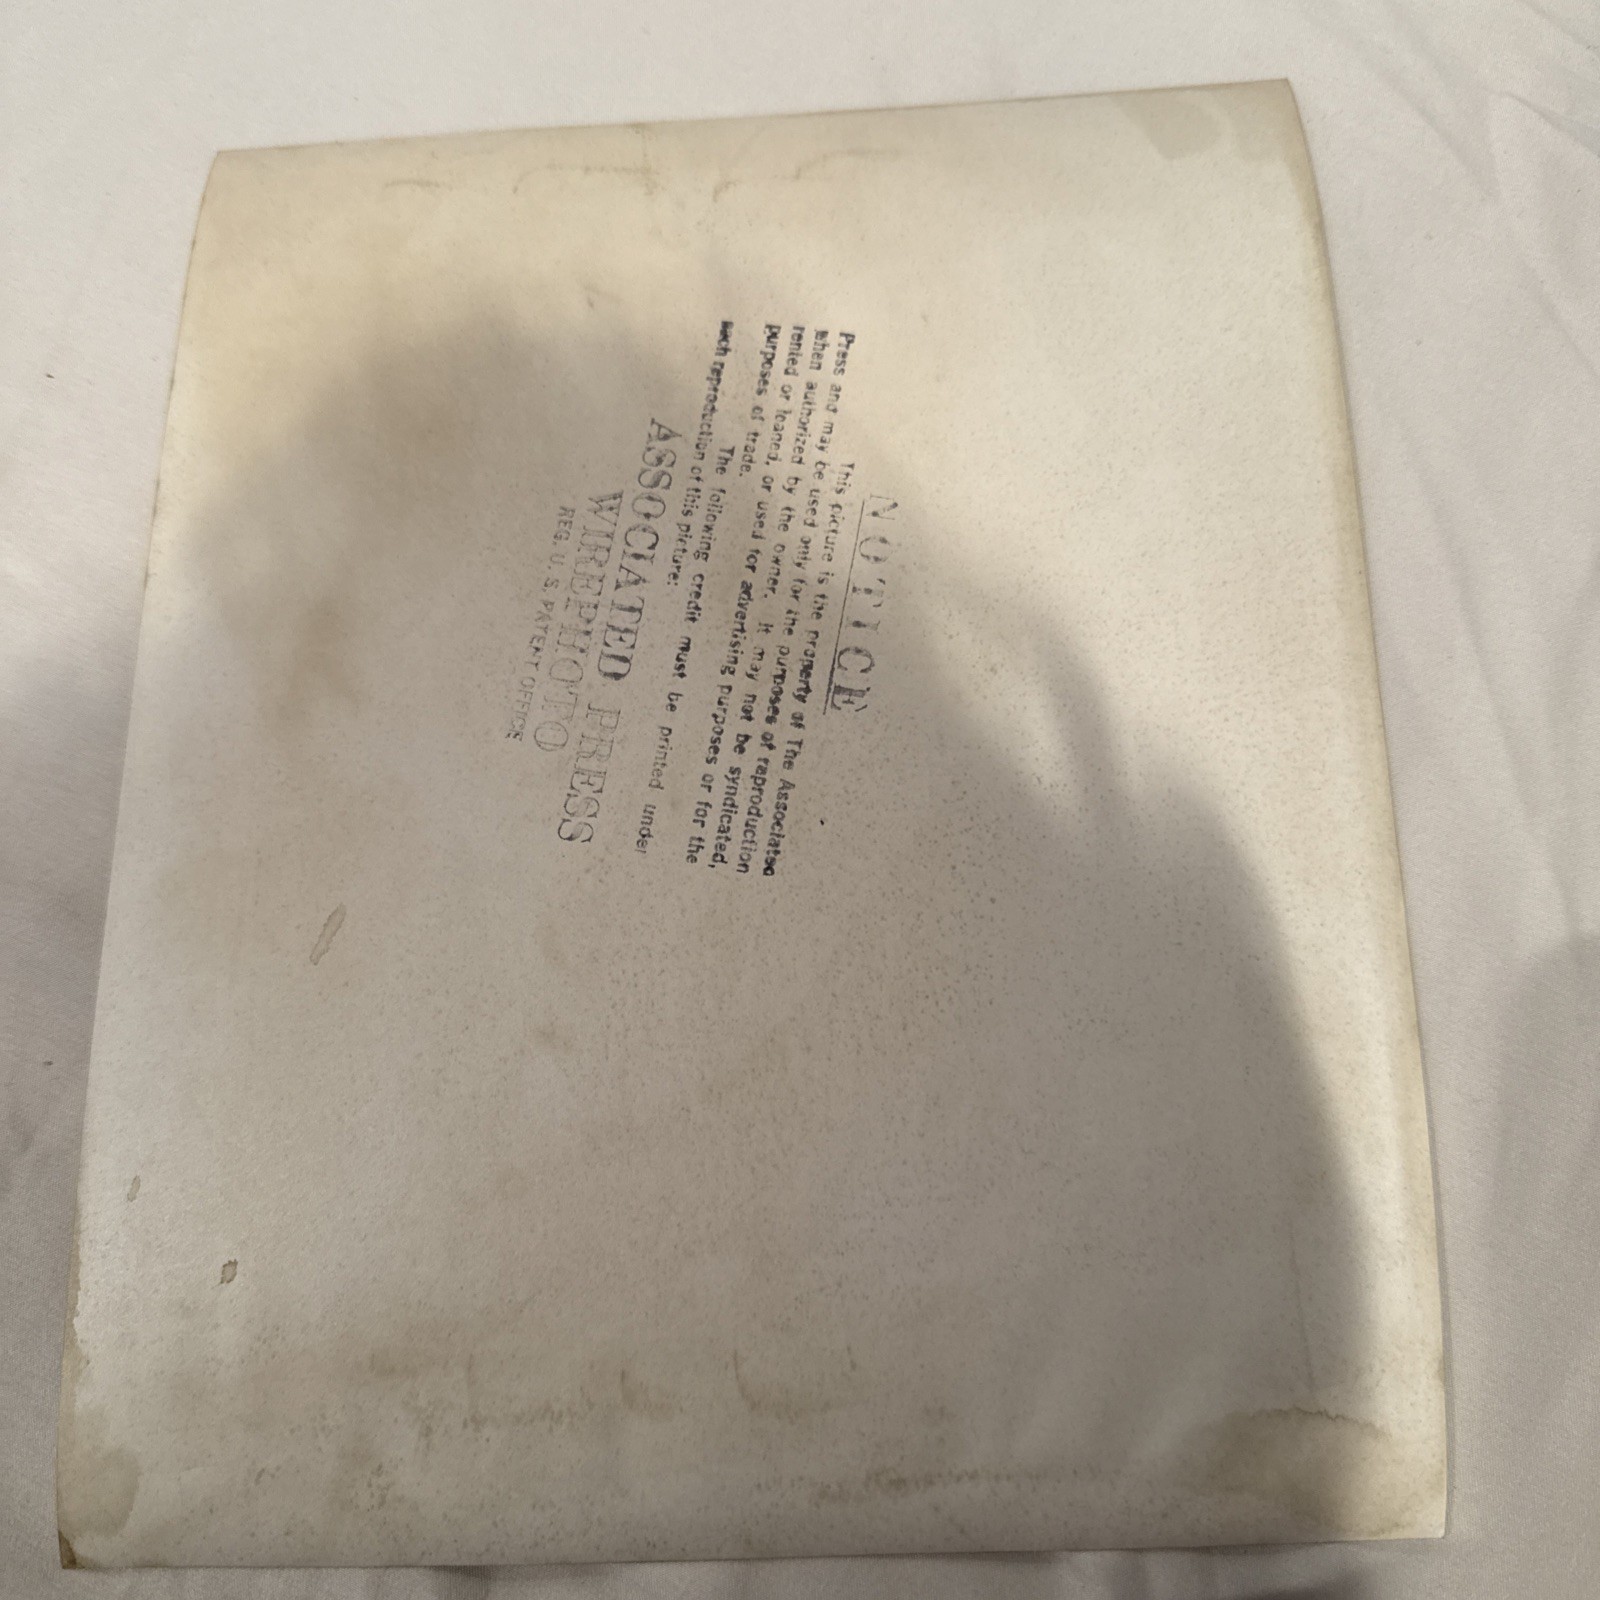 NOTICE
This picture is the property of The Associated
Press and may be used only for the purposes of reproduction
when authorized by the owner. It may not be syndicated,
rented or loaned, or used for advertising purposes or for the
purposes of trade.
The following credit must be printed under
each reproduction of this picture:
ASSOCIATED PRESS
WIREPHOTO
REG. U. S. PATENT OFFICE